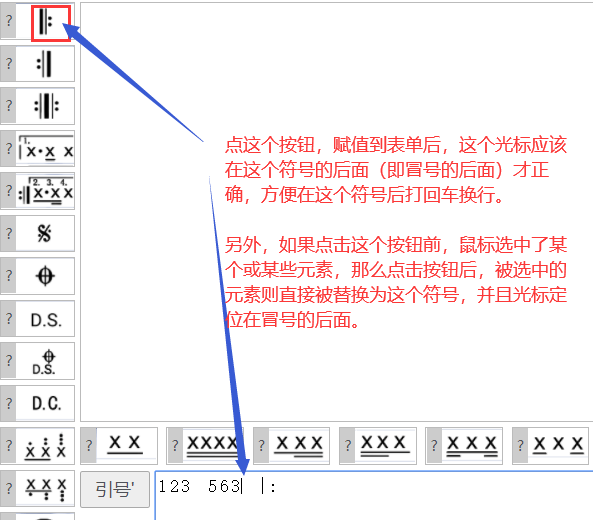 ? 𝄆
? :‖
? :‖:
? 1. X·X X
? 2. 3. 4. X·X X
? 𝄋
? 𝄌
? D.S.
? D.S.
? D.C.
? X X X
? X X X
?
点这个按钮，赋值到表单后，这个光标应该
在这个符号的后面（即冒号的后面）才正
确，方便在这个符号后打回车换行。
另外，如果点击这个按钮前，鼠标选中了某
个或某些元素，那么点击按钮后，被选中的
元素则直接被替换为这个符号，并且光标定
位在冒号的后面。
? X X ? XXXX ? X X X ? X X X ? X X X ? X X X
引号' 123 563 |: